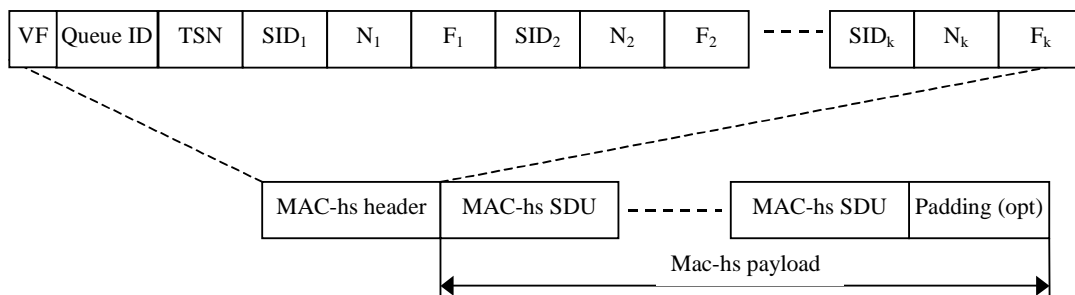 VF Queue ID TSN SID₁ N₁ F₁ SID₂ N₂ F₂ SIDₖ Nₖ Fₖ
MAC-hs header MAC-hs SDU MAC-hs SDU Padding (opt)
Mac-hs payload